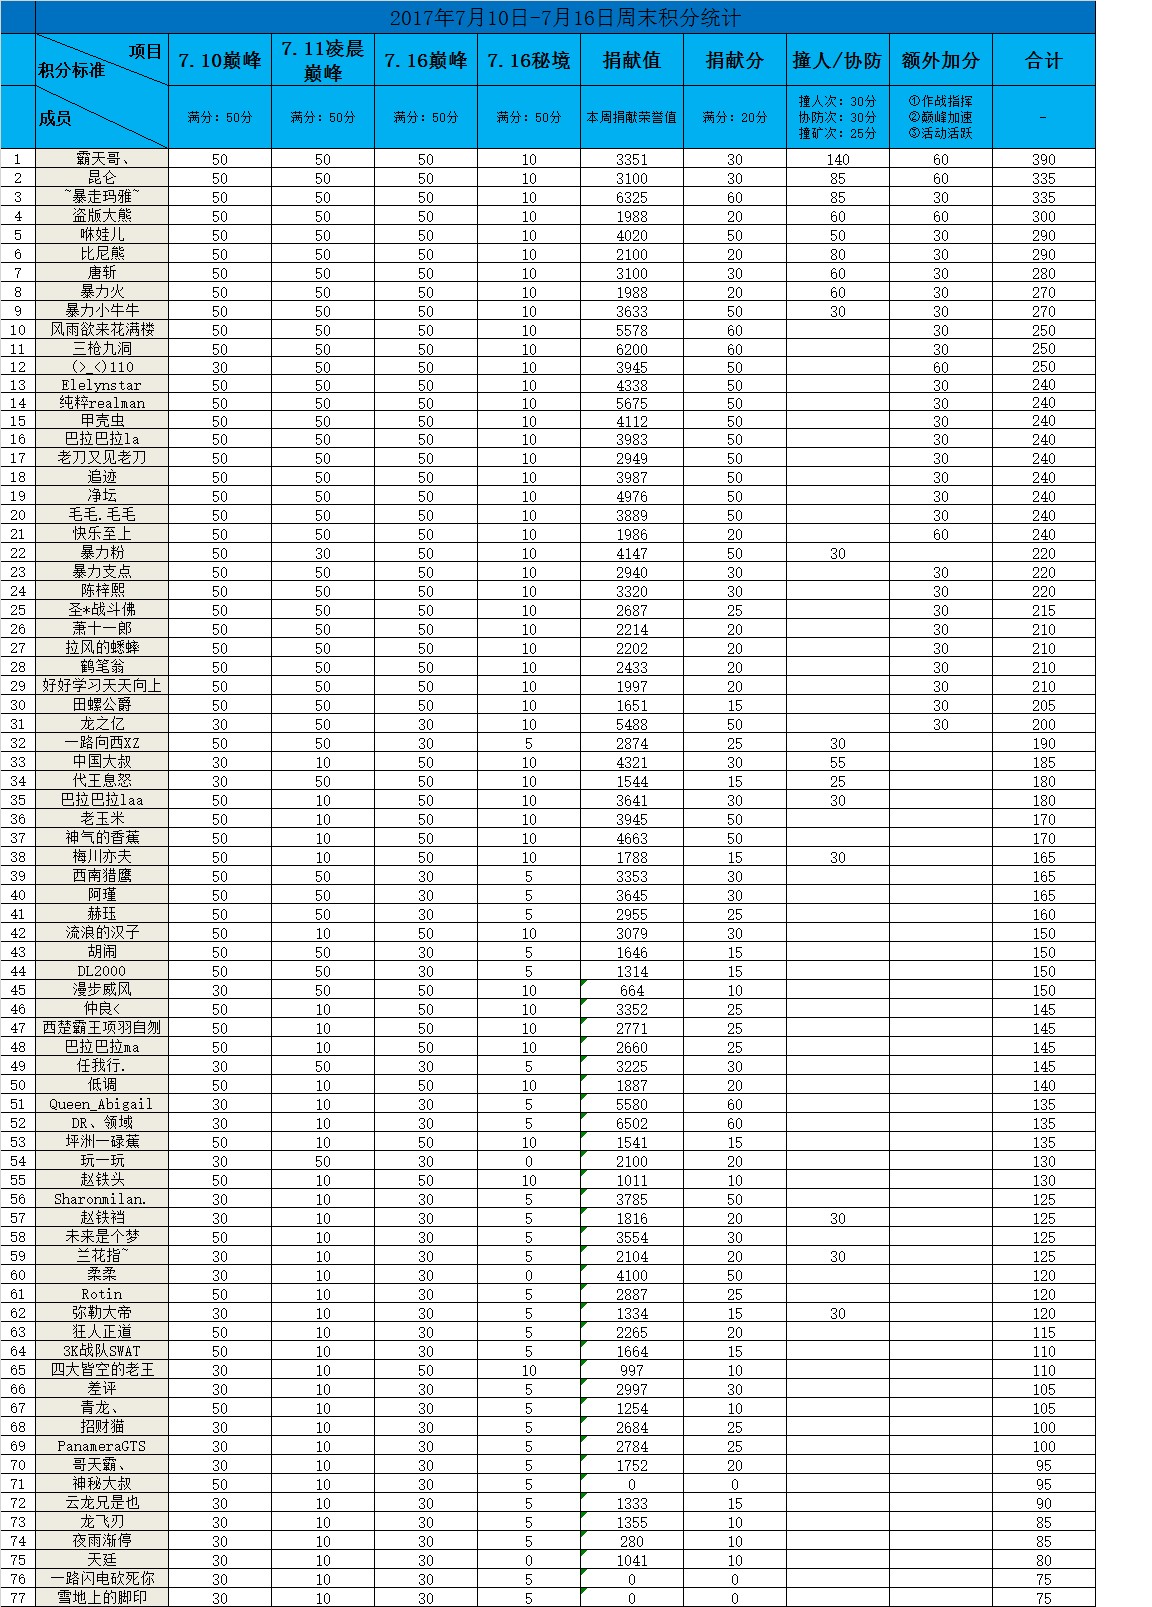 2017年7月10日-7月16日周末积分统计
项目 积分标准 7.10巅峰 7.11凌晨巅峰 7.16巅峰 7.16秘境 捐献值 捐献分 撞人/协防 额外加分 合计
成员 满分：50分 满分：50分 满分：50分 满分：50分 本周捐献荣誉值 满分：20分 撞人次：30分 协防次：30分 撞矿次：25分 ①作战指挥 ②巅峰加速 ③活动活跃 -
1 霸天哥、 50 50 50 10 3351 30 140 60 390
2 昆仑 50 50 50 10 3100 30 85 60 335
3 ~暴走玛雅~ 50 50 50 10 6325 60 85 30 335
4 盗版大熊 50 50 50 10 1988 20 60 60 300
5 咻娃儿 50 50 50 10 4020 50 50 30 290
6 比尼熊 50 50 50 10 2100 20 80 30 290
7 唐斩 50 50 50 10 3100 30 60 30 280
8 暴力火 50 50 50 10 1988 20 60 30 270
9 暴力小牛牛 50 50 50 10 3633 50 30 30 270
10 风雨欲来花满楼 50 50 50 10 5578 60 30 250
11 三枪九洞 50 50 50 10 6200 60 30 250
12 (>_<)110 30 50 50 10 3945 50 60 250
13 Elelynstar 50 50 50 10 4338 50 30 240
14 纯粹realman 50 50 50 10 5675 50 30 240
15 甲壳虫 50 50 50 10 4112 50 30 240
16 巴拉巴拉la 50 50 50 10 3983 50 30 240
17 老刀又见老刀 50 50 50 10 2949 50 30 240
18 追迹 50 50 50 10 3987 50 30 240
19 净坛 50 50 50 10 4976 50 30 240
20 毛毛.毛毛 50 50 50 10 3889 50 30 240
21 快乐至上 50 50 50 10 1986 20 60 240
22 暴力粉 50 30 50 10 4147 50 30 220
23 暴力支点 50 50 50 10 2940 30 30 220
24 陈梓熙 50 50 50 10 3320 30 30 220
25 圣*战斗佛 50 50 50 10 2687 25 30 215
26 萧十一郎 50 50 50 10 2214 20 30 210
27 拉风的蟋蟀 50 50 50 10 2202 20 30 210
28 鹤笔翁 50 50 50 10 2433 20 30 210
29 好好学习天天向上 50 50 50 10 1997 20 30 210
30 田螺公爵 50 50 50 10 1651 15 30 205
31 龙之亿 30 50 30 10 5488 50 30 200
32 一路向西XZ 50 50 30 5 2874 25 30 190
33 中国大叔 30 10 50 10 4321 30 55 185
34 代王息怒 30 50 50 10 1544 15 25 180
35 巴拉巴拉laa 50 10 50 10 3641 30 30 180
36 老玉米 50 10 50 10 3945 50 170
37 神气的香蕉 50 10 50 10 4663 50 170
38 梅川亦夫 50 10 50 10 1788 15 30 165
39 西南猎鹰 50 50 30 5 3353 30 165
40 阿瑾 50 50 30 5 3645 30 165
41 赫珏 50 50 30 5 2955 25 160
42 流浪的汉子 50 10 50 10 3079 30 150
43 胡闹 50 50 30 5 1646 15 150
44 DL2000 50 50 30 5 1314 15 150
45 漫步威风 30 50 50 10 664 10 150
46 仲良< 50 10 50 10 3352 25 145
47 西楚霸王项羽自刎 50 10 50 10 2771 25 145
48 巴拉巴拉ma 50 10 50 10 2660 25 145
49 任我行. 30 50 30 5 3225 30 145
50 低调 50 10 50 10 1887 20 140
51 Queen_Abigail 30 10 30 5 5580 60 135
52 DR、领域 30 10 30 5 6502 60 135
53 坪洲一碌蕉 50 10 50 10 1541 15 135
54 玩一玩 30 50 30 0 2100 20 130
55 赵铁头 50 10 50 10 1011 10 130
56 Sharonmilan. 30 10 30 5 3785 50 125
57 赵铁裆 30 10 30 5 1816 20 30 125
58 未来是个梦 50 10 30 5 3554 30 125
59 兰花指~ 30 10 30 5 2104 20 30 125
60 柔柔 30 10 30 0 4100 50 120
61 Rotin 50 10 30 5 2887 25 120
62 弥勒大帝 30 10 30 5 1334 15 30 120
63 狂人正道 50 10 30 5 2265 20 115
64 3K战队SWAT 50 10 30 5 1664 15 110
65 四大皆空的老王 30 10 50 10 997 10 110
66 差评 30 10 30 5 2997 30 105
67 青龙、 50 10 30 5 1254 10 105
68 招财猫 30 10 30 5 2684 25 100
69 PanameraGTS 30 10 30 5 2784 25 100
70 哥天霸、 30 10 30 5 1752 20 95
71 神秘大叔 50 10 30 5 0 0 95
72 云龙兄是也 30 10 30 5 1333 15 90
73 龙飞刃 30 10 30 5 1355 10 85
74 夜雨渐停 30 10 30 5 280 10 85
75 天廷 30 10 30 0 1041 10 80
76 一路闪电砍死你 30 10 30 5 0 0 75
77 雪地上的脚印 30 10 30 5 0 0 75